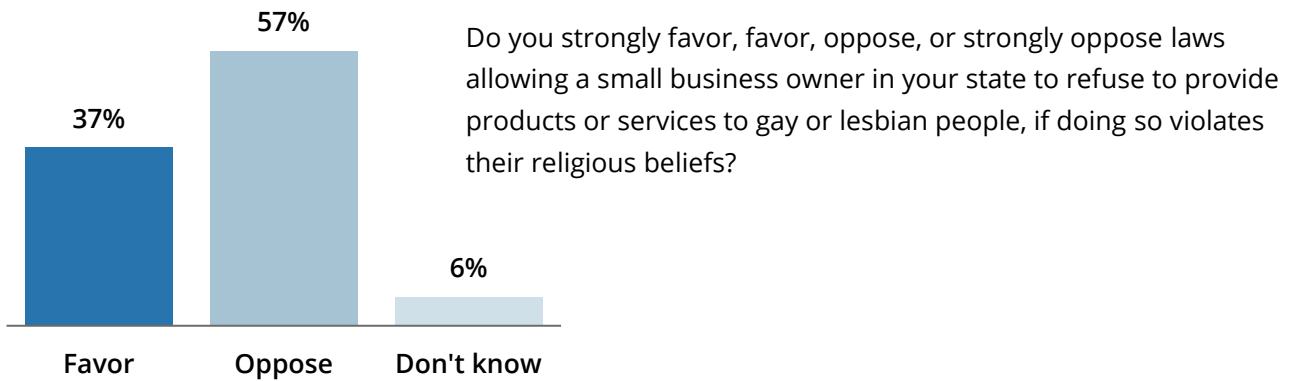 57%
37%
6%
Favor
Oppose
Don't know
Do you strongly favor, favor, oppose, or strongly oppose laws
allowing a small business owner in your state to refuse to provide
products or services to gay or lesbian people, if doing so violates
their religious beliefs?